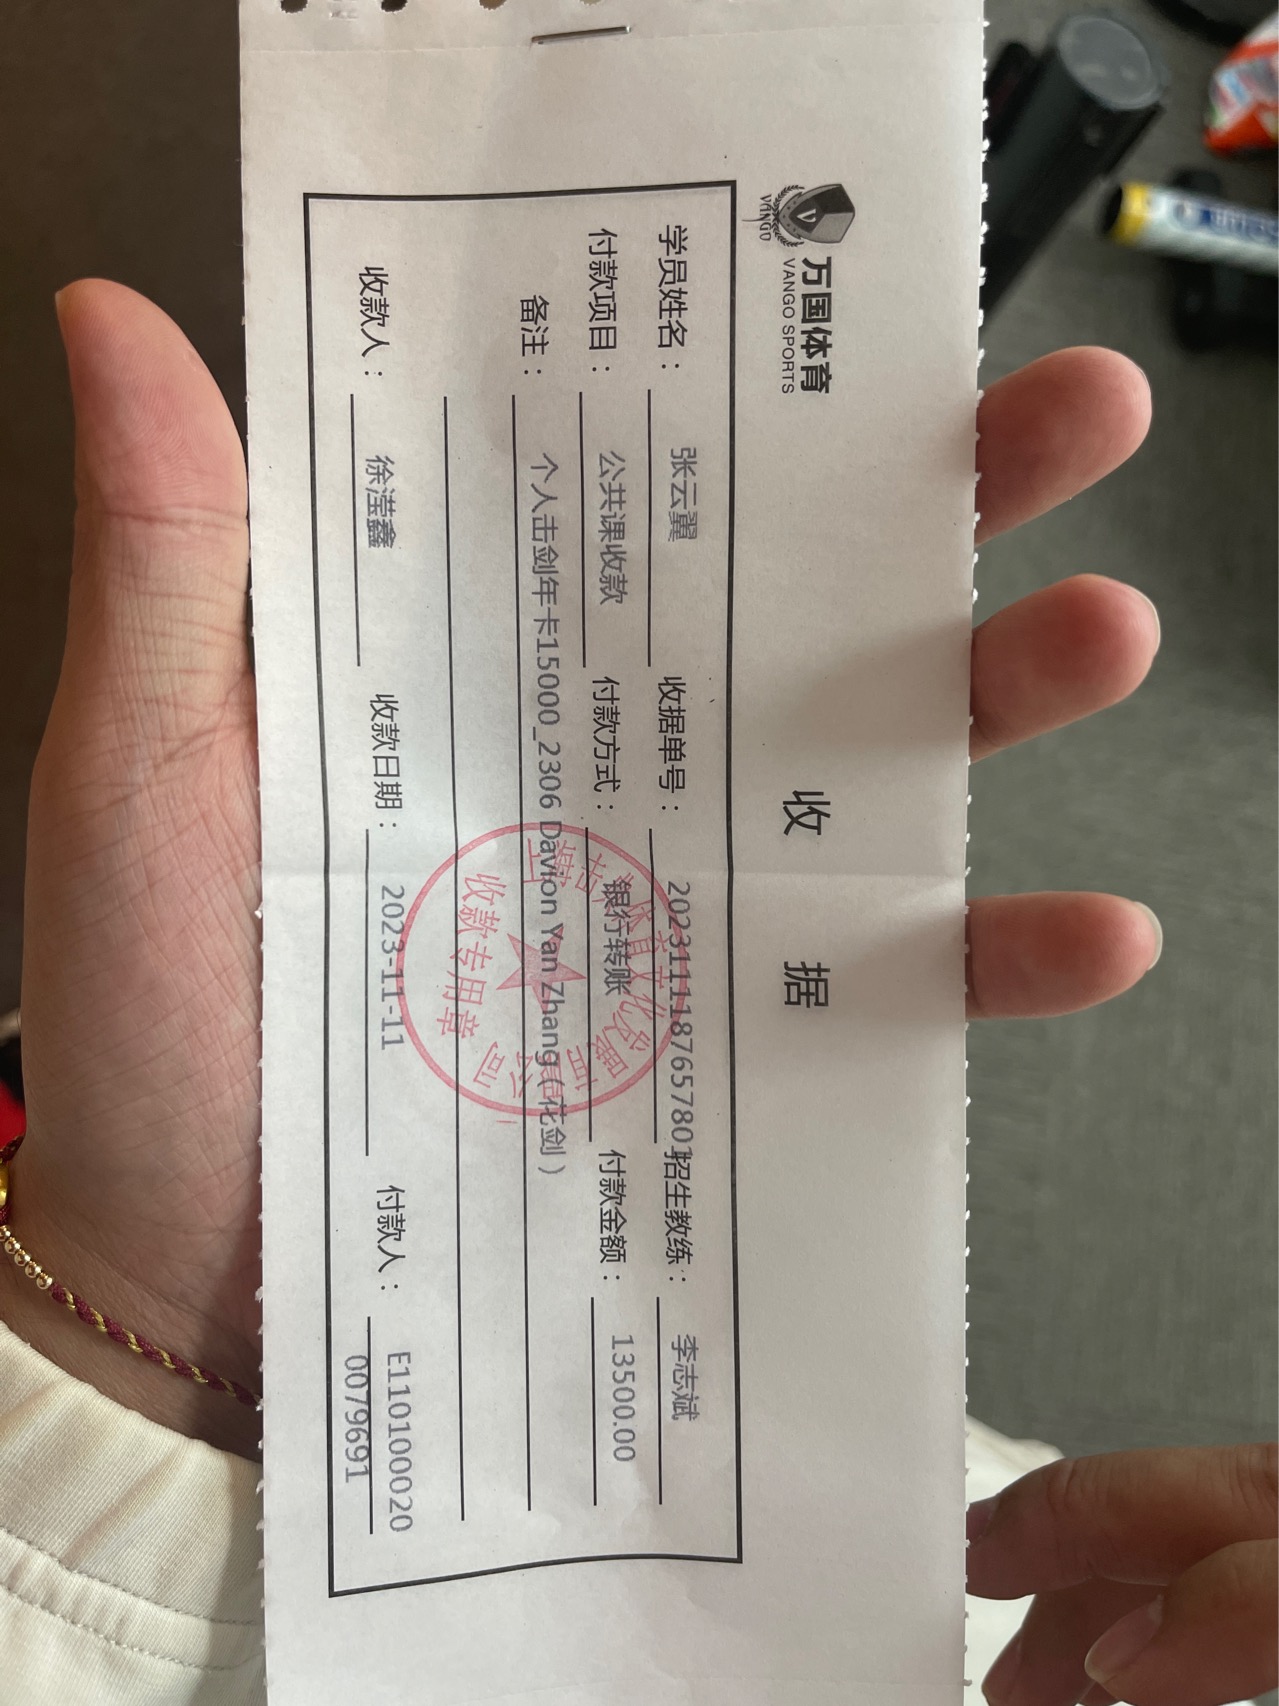 VANGO
万国体育
VANGO SPORTS
收 据
学员姓名： 张云翼 收据单号： 2023111187657801 招生教练： 李志斌
付款项目： 公共课收款 付款方式： 银行转账 付款金额： 13500.00
备注： 个人击剑年卡15000_2306 Davion Yan Zhang（花剑）
收款人： 徐滢鑫 收款日期： 2023-11-11 付款人： E110100020
0079691
收款专用章